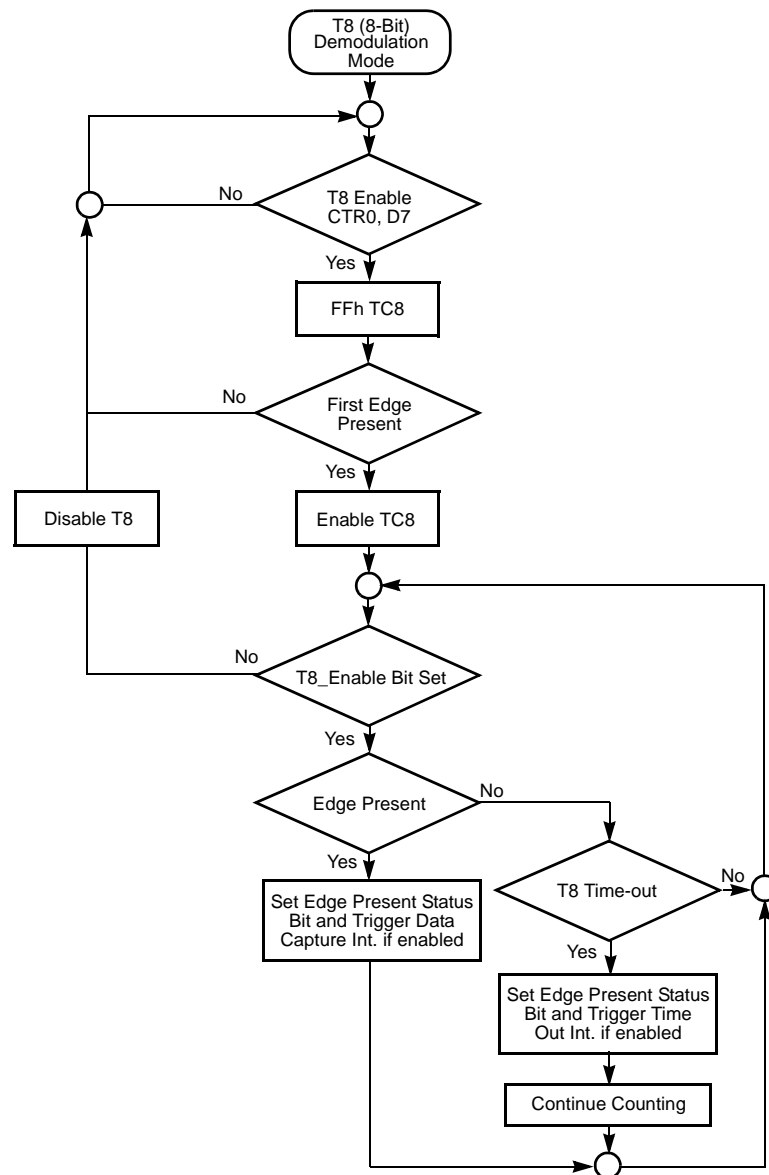 T8 (8-Bit)
Demodulation
Mode
No
T8 Enable
CTR0, D7
Yes
FFh TC8
No
First Edge
Present
Yes
Disable T8
Enable TC8
No
T8_Enable Bit Set
Yes
Edge Present
No
Yes
T8 Time-out
No
Set Edge Present Status
Bit and Trigger Data
Capture Int. if enabled
Yes
Set Edge Present Status
Bit and Trigger Time
Out Int. if enabled
Continue Counting